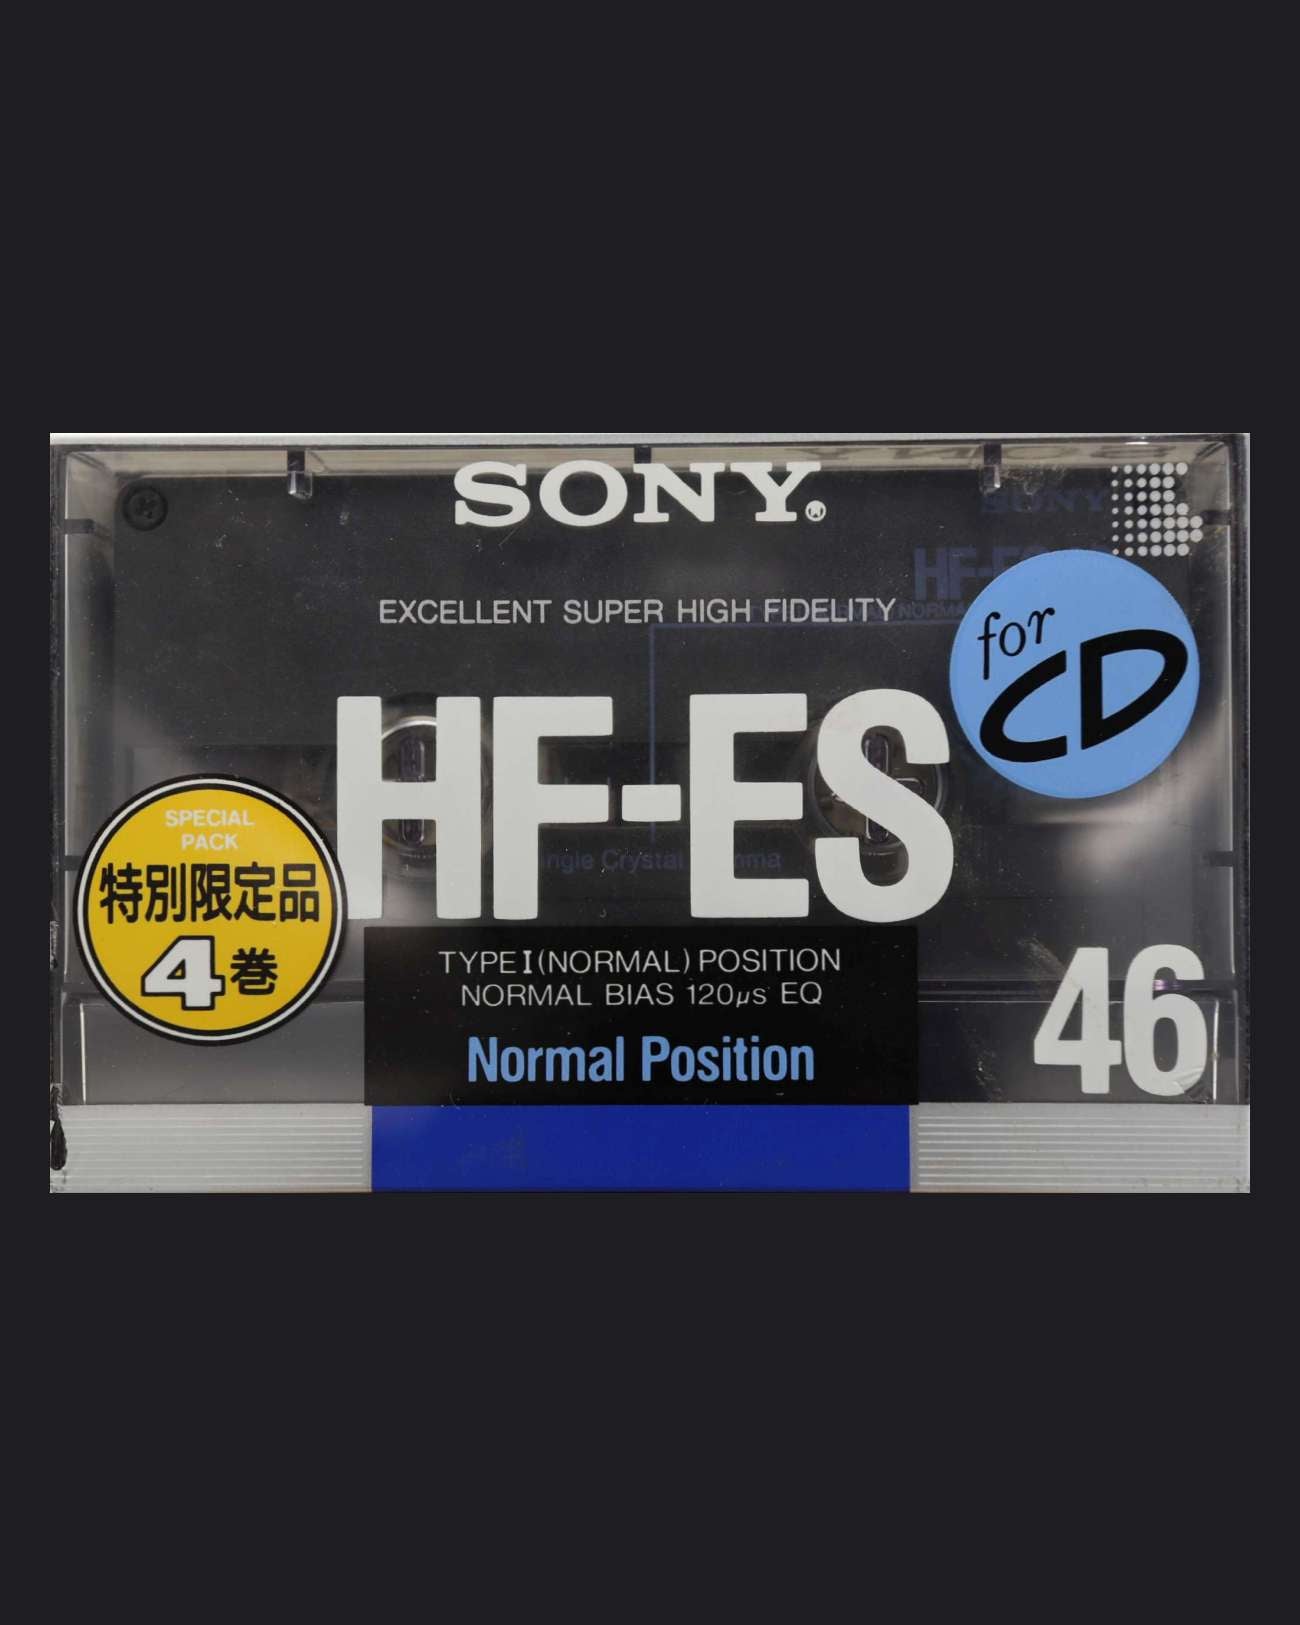 SONY®
SONY
EXCELLENT SUPER HIGH FIDELITY
for
CD
HF-ES
SPECIAL
PACK
特別限定品
4巻
TYPE I (NORMAL) POSITION
NORMAL BIAS 120μs EQ
Normal Position
46